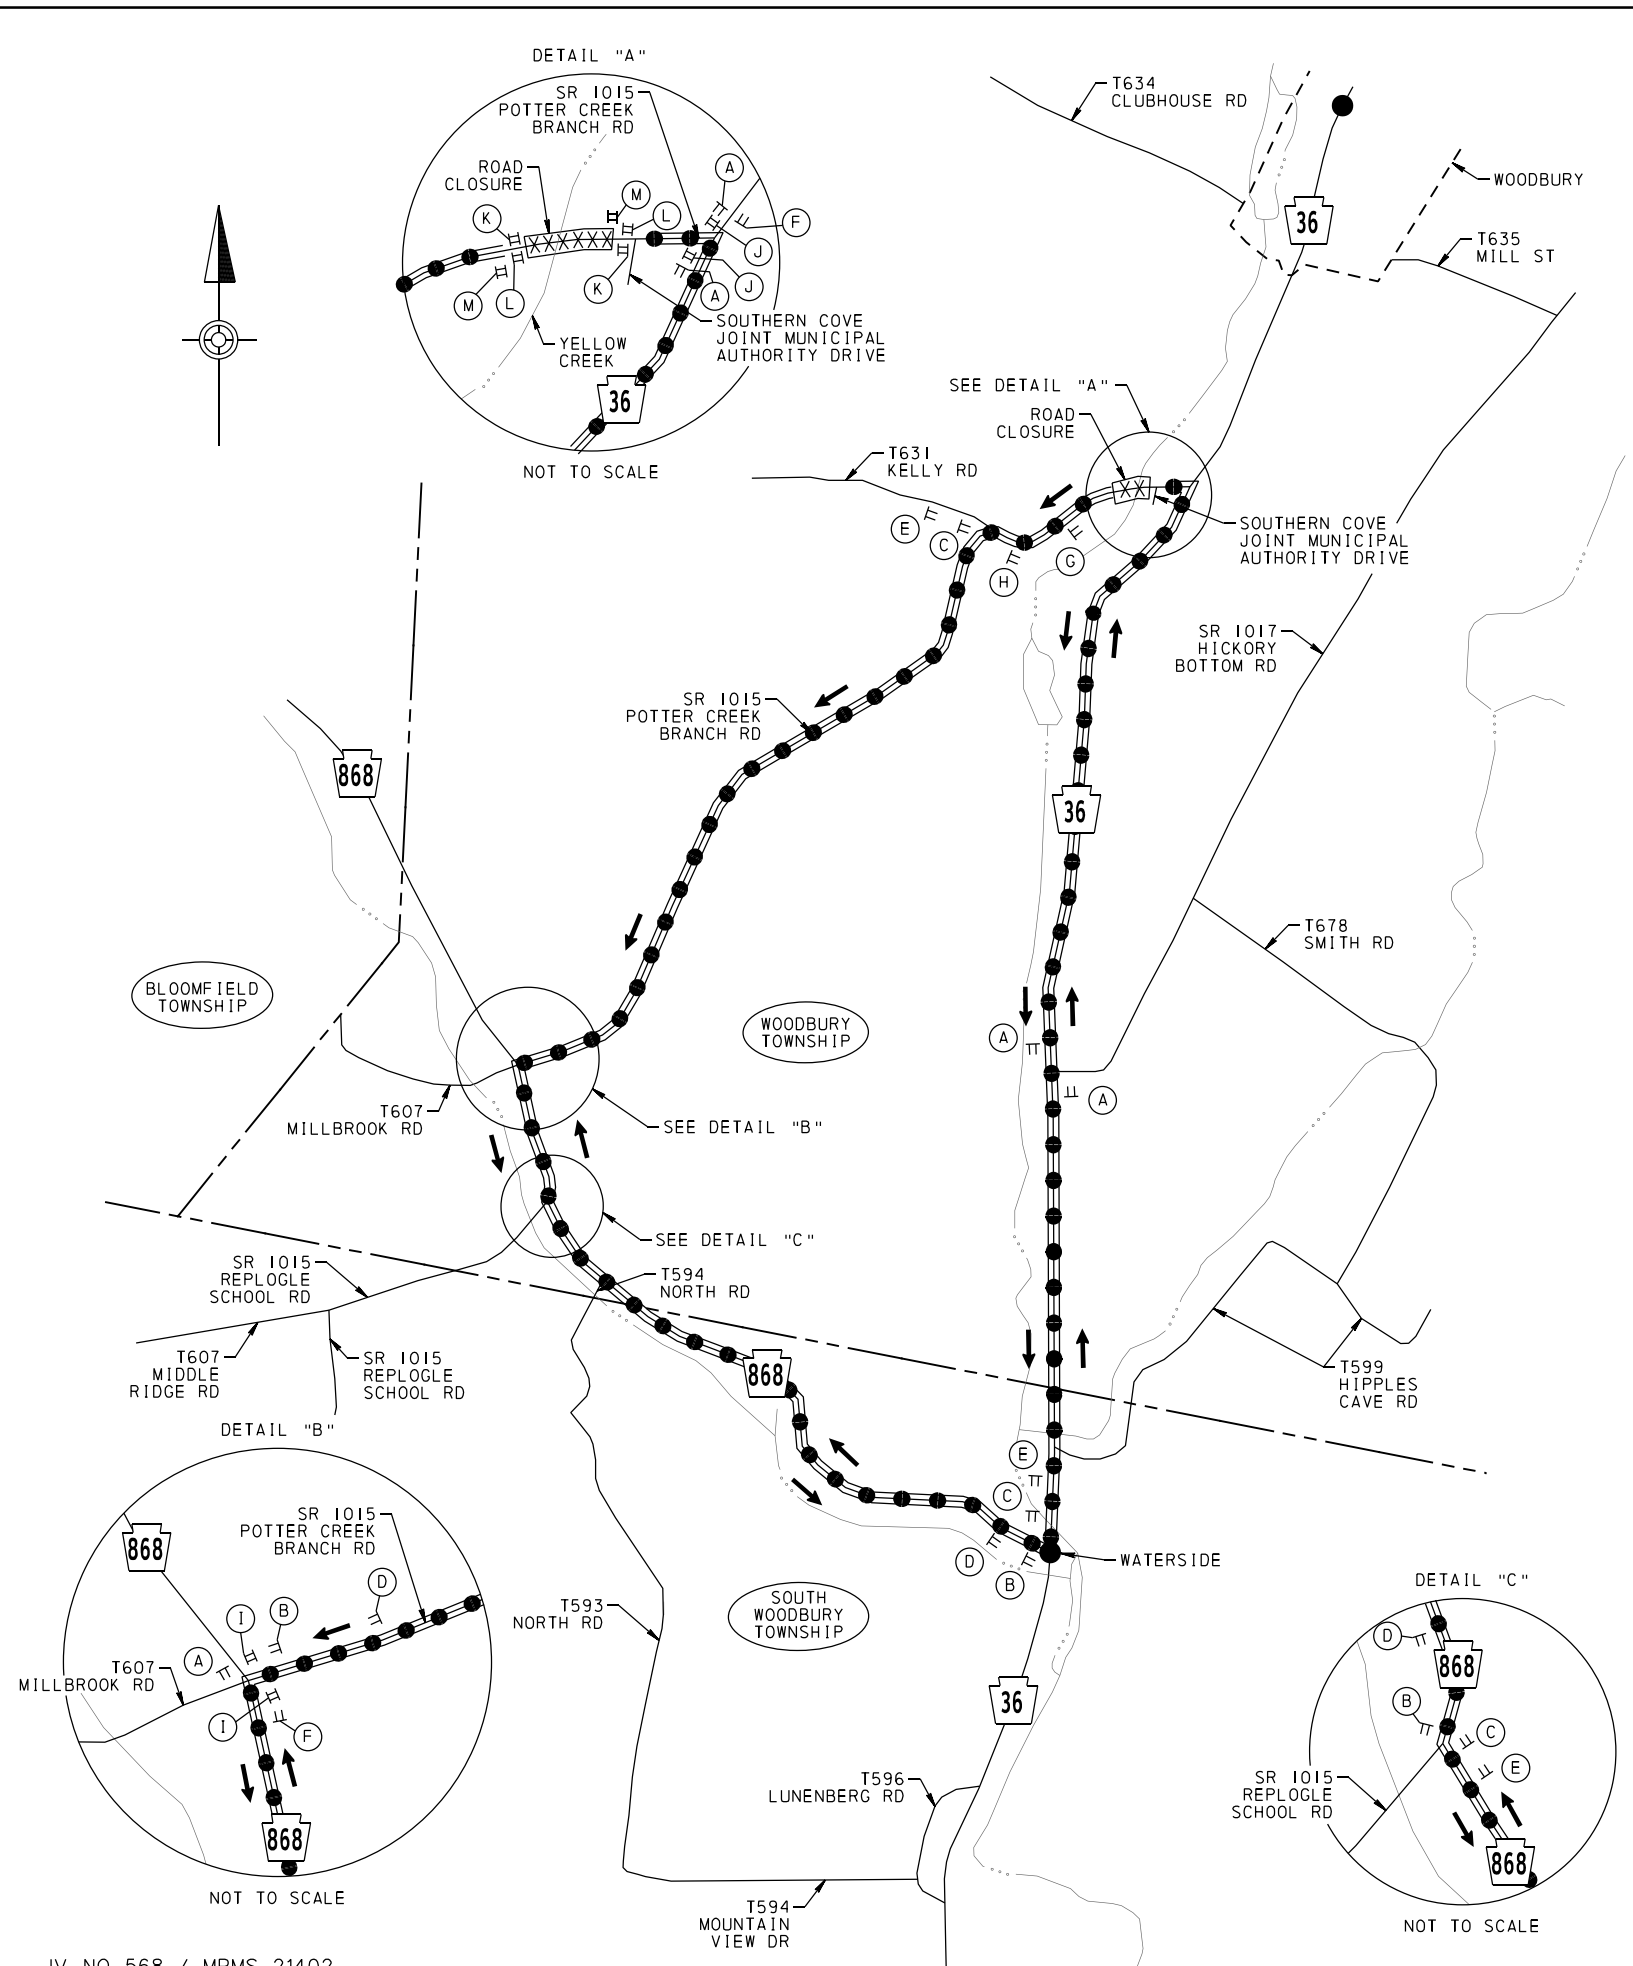 DETAIL "A"
SR 1015
POTTER CREEK
BRANCH RD
ROAD
CLOSURE
A
M
K
L
F
J
J
K
A
M
L
SOUTHERN COVE
JOINT MUNICIPAL
AUTHORITY DRIVE
YELLOW
CREEK
36
NOT TO SCALE
T634
CLUBHOUSE RD
WOODBURY
36
T635
MILL ST
SEE DETAIL "A"
ROAD
CLOSURE
T631
KELLY RD
E
C
H
G
SOUTHERN COVE
JOINT MUNICIPAL
AUTHORITY DRIVE
SR 1017
HICKORY
BOTTOM RD
SR 1015
POTTER CREEK
BRANCH RD
868
36
T678
SMITH RD
BLOOMFIELD
TOWNSHIP
WOODBURY
TOWNSHIP
A
A
T607
MILLBROOK RD
SEE DETAIL "B"
SEE DETAIL "C"
SR 1015
REPLOGLE
SCHOOL RD
T594
NORTH RD
T607
MIDDLE
RIDGE RD
SR 1015
REPLOGLE
SCHOOL RD
868
T599
HIPPLES
CAVE RD
E
C
D
B
WATERSIDE
DETAIL "B"
SR 1015
POTTER CREEK
BRANCH RD
868
D
B
I
A
T607
MILLBROOK RD
I
F
868
NOT TO SCALE
T593
NORTH RD
SOUTH
WOODBURY
TOWNSHIP
36
T596
LUNENBERG RD
T594
MOUNTAIN
VIEW DR
DETAIL "C"
D
868
B
C
E
SR 1015
REPLOGLE
SCHOOL RD
868
NOT TO SCALE
IV NO 568 / MPMS 21402